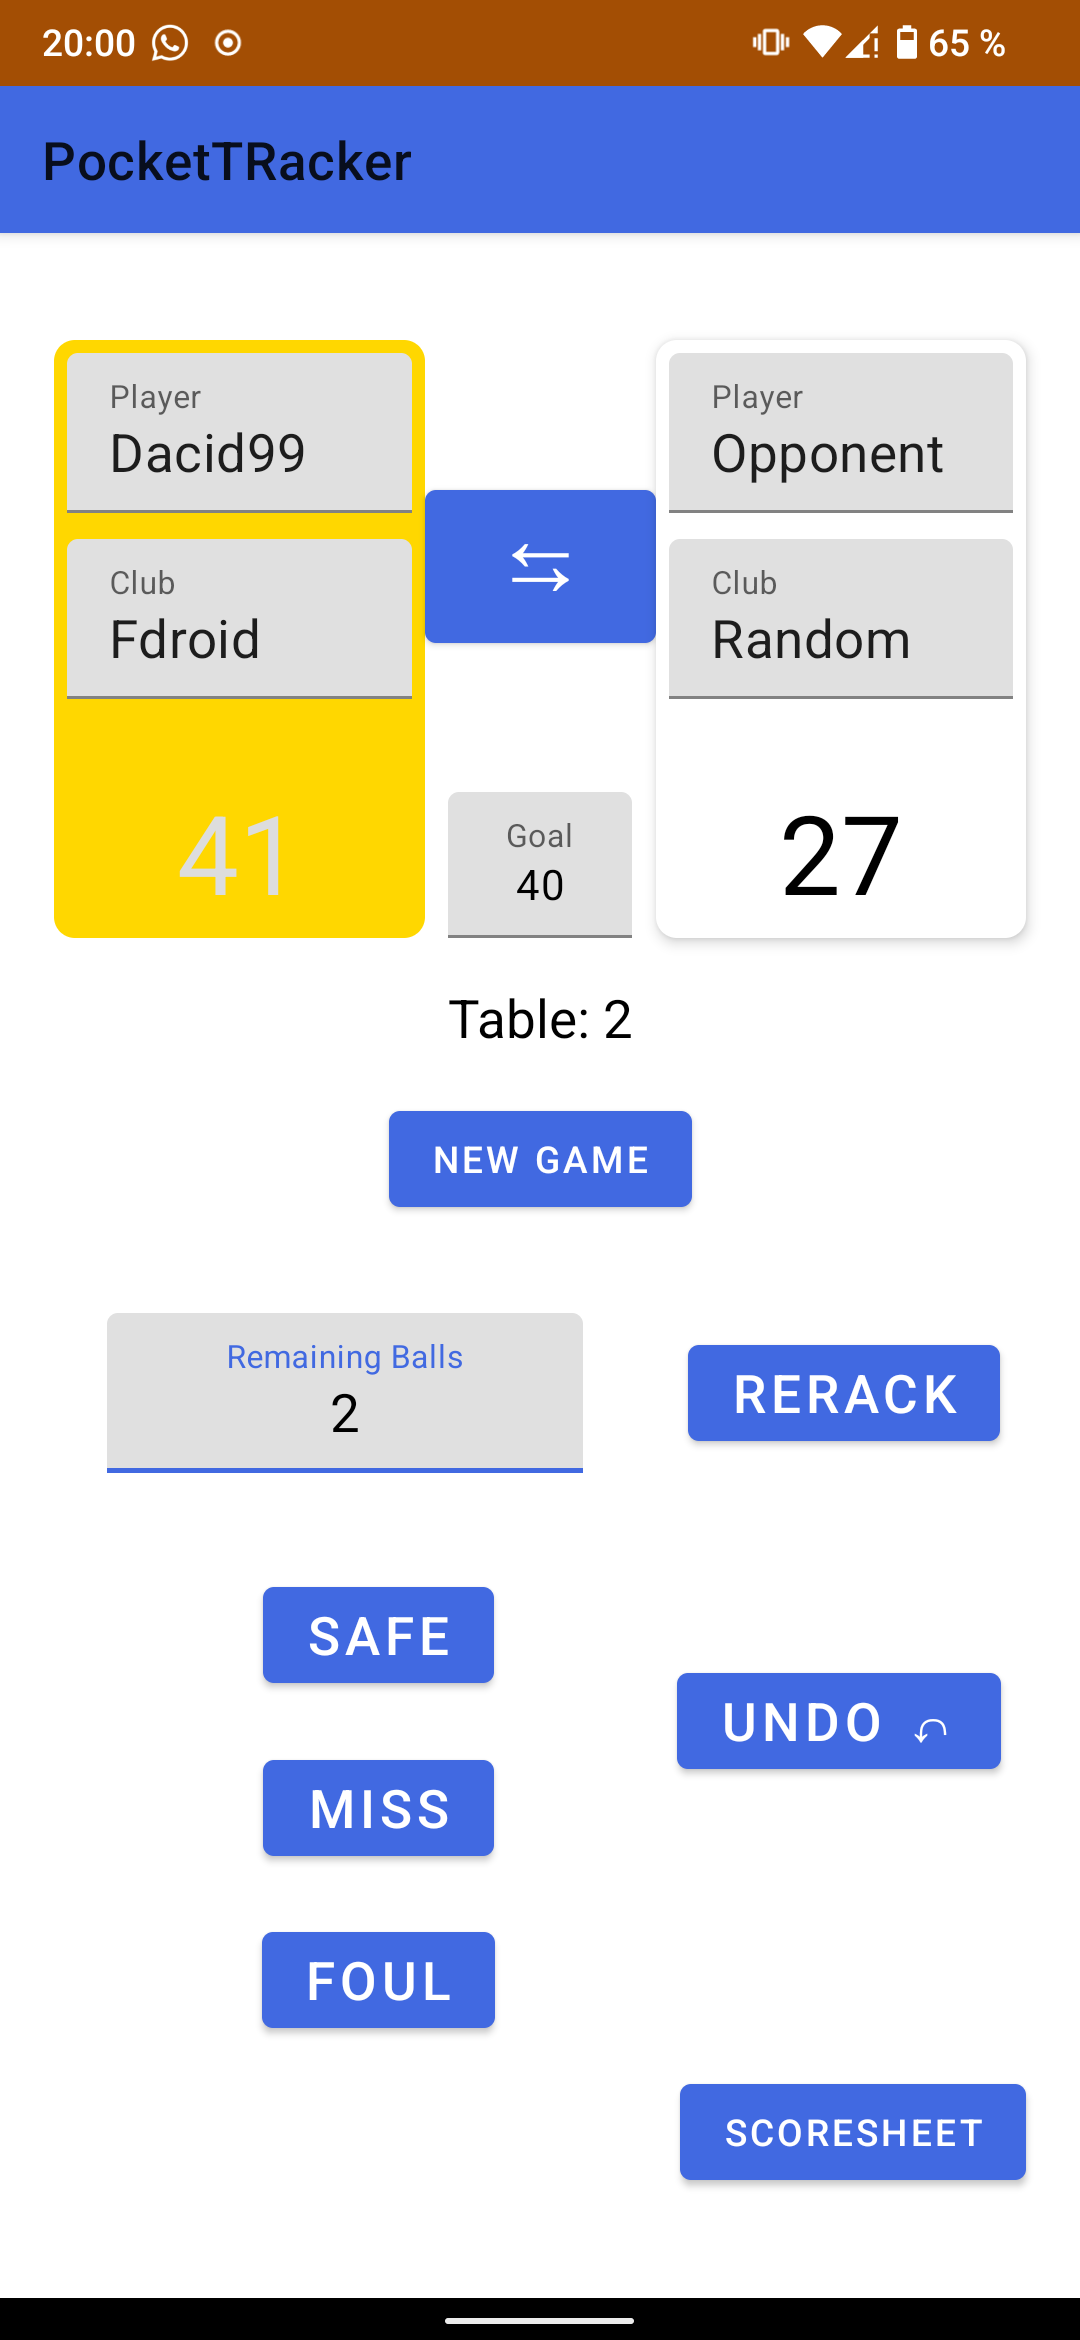 20:00 65 %
PocketTRacker
Player
Dacid99
Club
Fdroid
41
⇆
Goal
40
Player
Opponent
Club
Random
27
Table: 2
NEW GAME
Remaining Balls
2
RERACK
SAFE
UNDO
MISS
FOUL
SCORESHEET